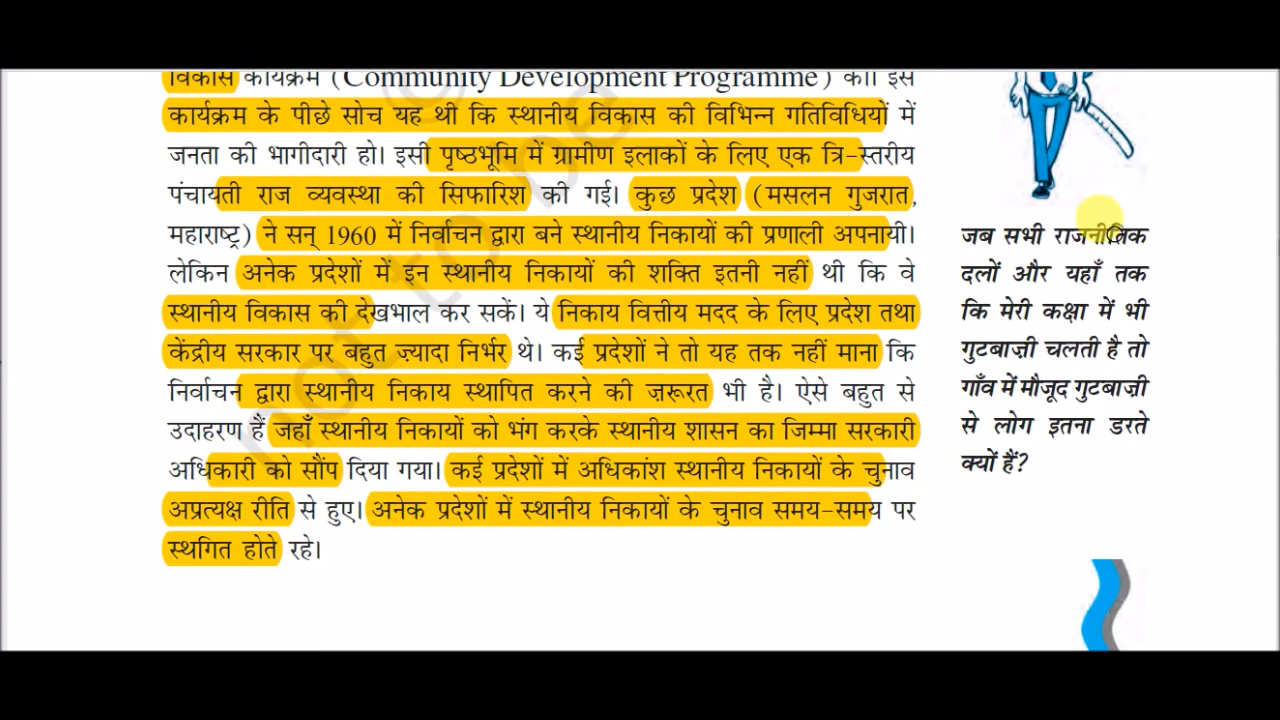 विकास कार्यक्रम (Community Development Programme) का। इस
कार्यक्रम के पीछे सोच यह थी कि स्थानीय विकास की विभिन्न गतिविधियों में
जनता की भागीदारी हो। इसी पृष्ठभूमि में ग्रामीण इलाकों के लिए एक त्रि-स्तरीय
पंचायती राज व्यवस्था की सिफारिश की गई। कुछ प्रदेश (मसलन गुजरात,
महाराष्ट्र) ने सन् 1960 में निर्वाचन द्वारा बने स्थानीय निकायों की प्रणाली अपनायी।
लेकिन अनेक प्रदेशों में इन स्थानीय निकायों की शक्ति इतनी नहीं थी कि वे
स्थानीय विकास की देखभाल कर सकें। ये निकाय वित्तीय मदद के लिए प्रदेश तथा
केंद्रीय सरकार पर बहुत ज़्यादा निर्भर थे। कई प्रदेशों ने तो यह तक नहीं माना कि
निर्वाचन द्वारा स्थानीय निकाय स्थापित करने की ज़रूरत भी है। ऐसे बहुत से
उदाहरण हैं जहाँ स्थानीय निकायों को भंग करके स्थानीय शासन का जिम्मा सरकारी
अधिकारी को सौंप दिया गया। कई प्रदेशों में अधिकांश स्थानीय निकायों के चुनाव
अप्रत्यक्ष रीति से हुए। अनेक प्रदेशों में स्थानीय निकायों के चुनाव समय-समय पर
स्थगित होते रहे।
जब सभी राजनीतिक
दलों और यहाँ तक
कि मेरी कक्षा में भी
गुटबाज़ी चलती है तो
गाँव में मौजूद गुटबाज़ी
से लोग इतना डरते
क्यों हैं?
©
not to be